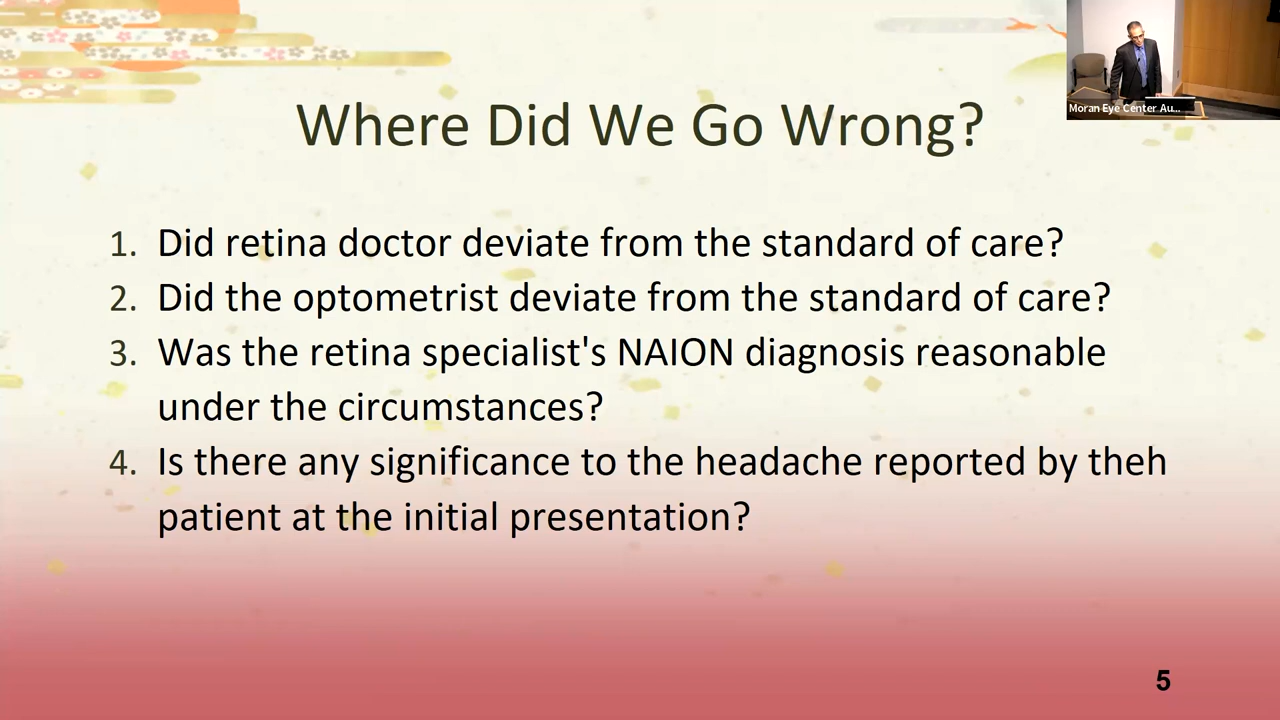 Moran Eye Center Au...
Where Did We Go Wrong?
1. Did retina doctor deviate from the standard of care?
2. Did the optometrist deviate from the standard of care?
3. Was the retina specialist's NAION diagnosis reasonable
under the circumstances?
4. Is there any significance to the headache reported by theh
patient at the initial presentation?
5